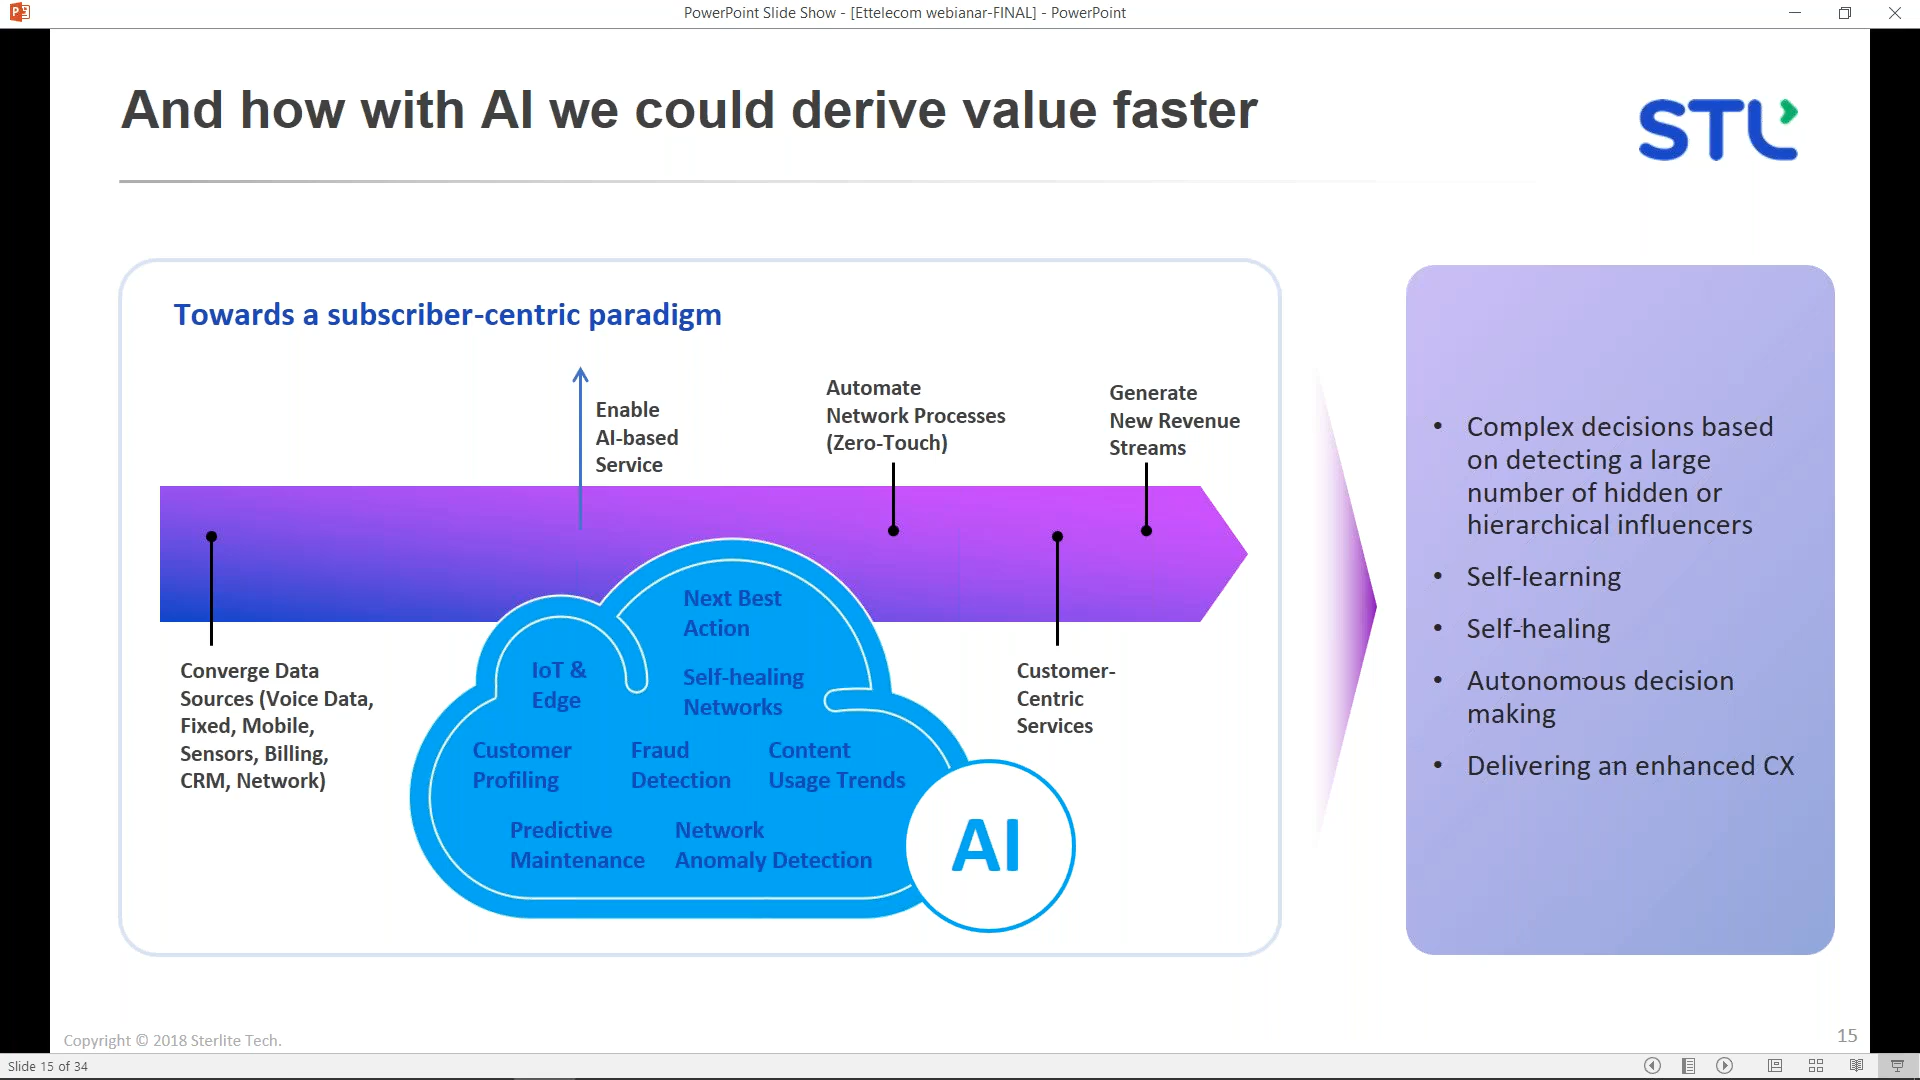 PowerPoint Slide Show - [Ettelecom webianar-FINAL] - PowerPoint
And how with AI we could derive value faster
STL
Towards a subscriber-centric paradigm
Enable
AI-based
Service
Automate
Network Processes
(Zero-Touch)
Generate
New Revenue
Streams
Converge Data
Sources (Voice Data,
Fixed, Mobile,
Sensors, Billing,
CRM, Network)
Next Best
Action
IoT &
Edge
Self-healing
Networks
Customer
Profiling
Fraud
Detection
Content
Usage Trends
Predictive
Maintenance
Network
Anomaly Detection
AI
Customer-
Centric
Services
• Complex decisions based
on detecting a large
number of hidden or
hierarchical influencers
• Self-learning
• Self-healing
• Autonomous decision
making
• Delivering an enhanced CX
Copyright © 2018 Sterlite Tech.
15
Slide 15 of 34